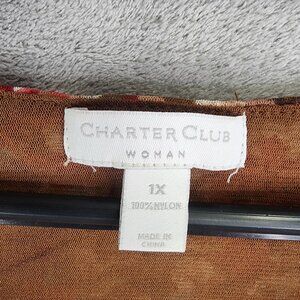 CHARTER CLUB
WOMAN
1X
100% NYLON
MADE IN
CHINA